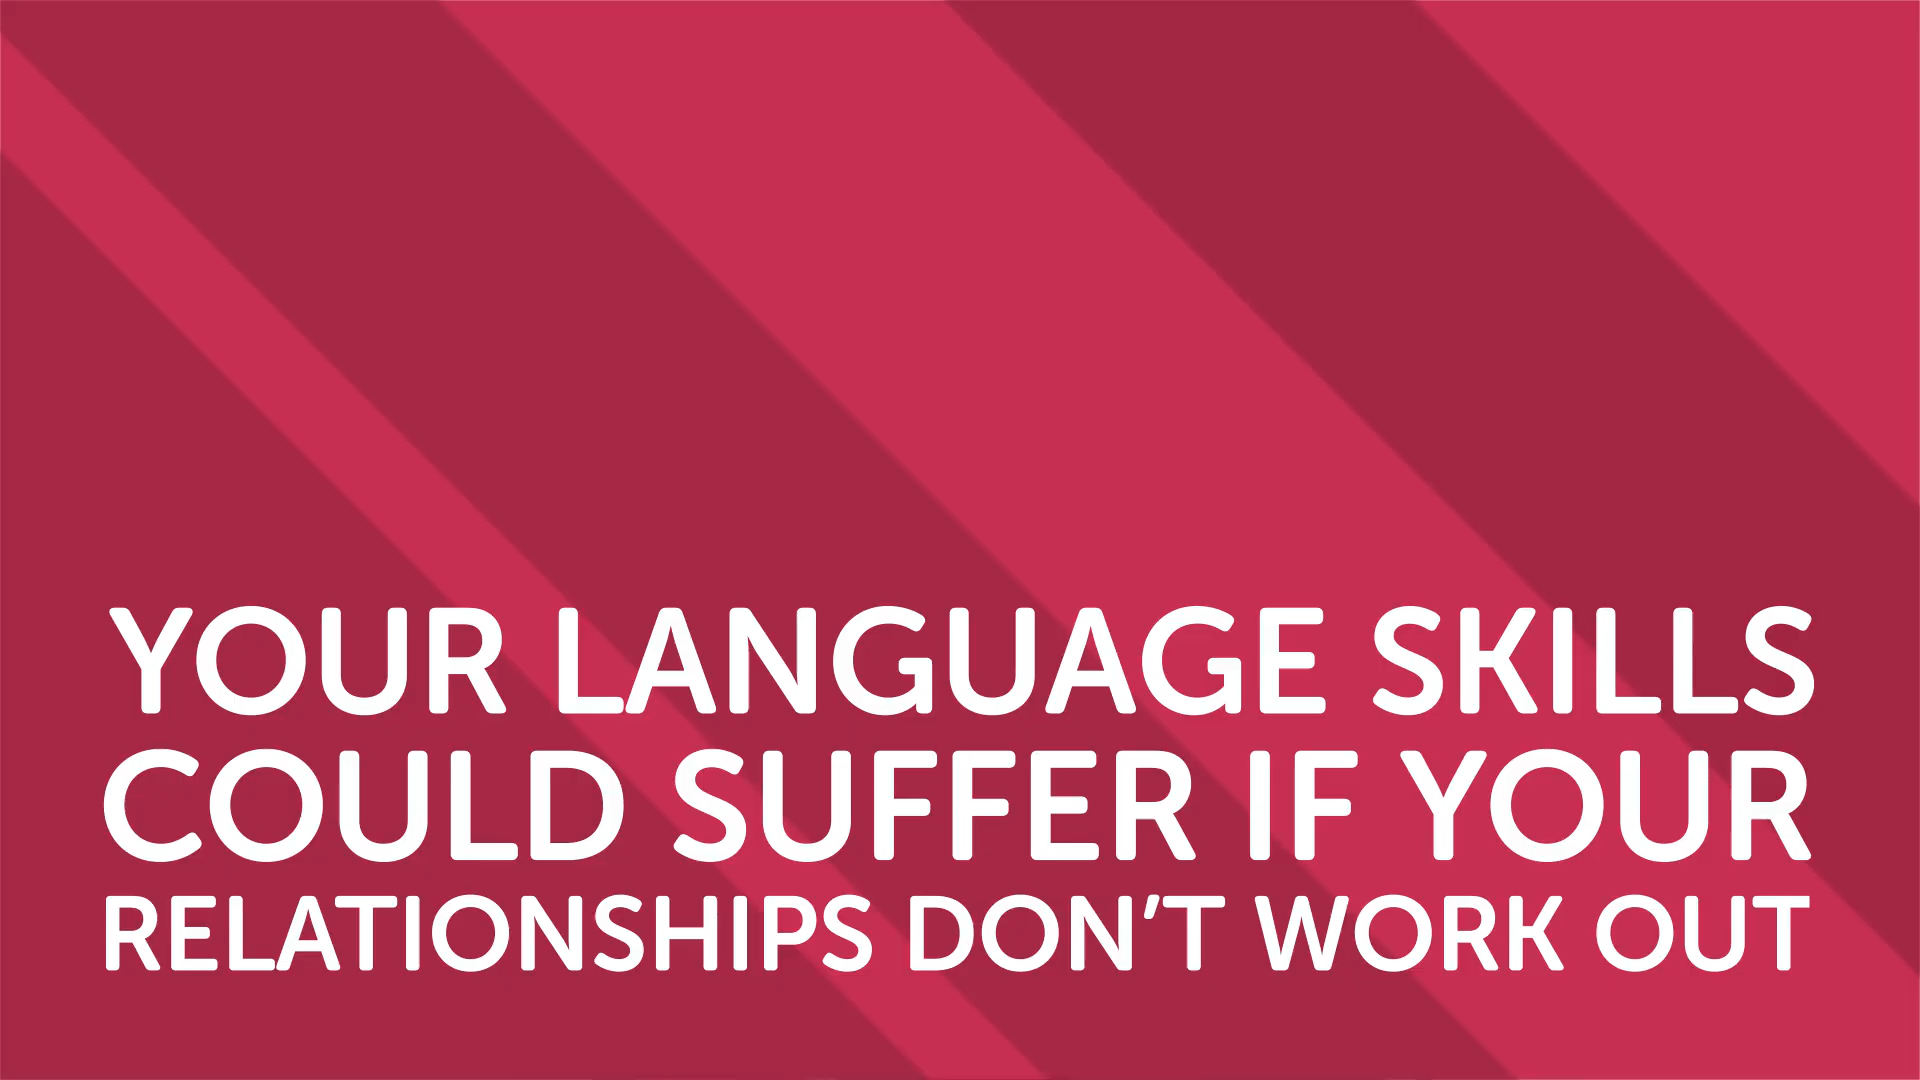 YOUR LANGUAGE SKILLS
COULD SUFFER IF YOUR
RELATIONSHIPS DON’T WORK OUT